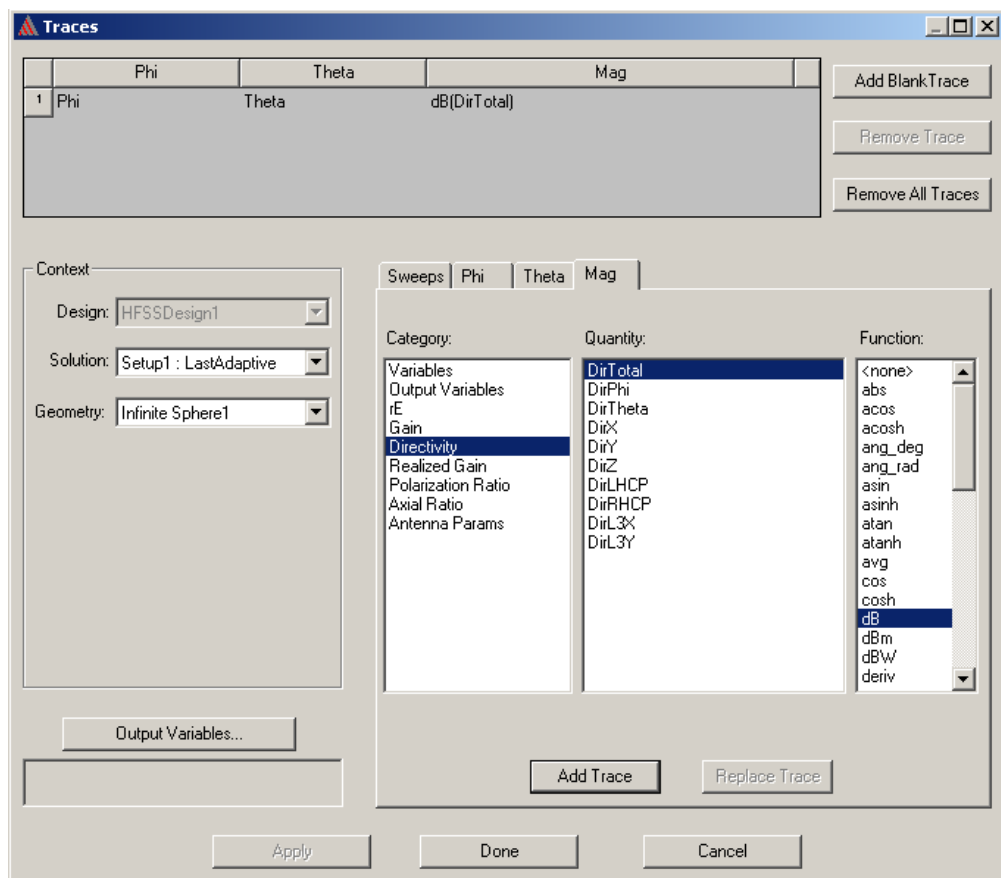 Traces
Phi Theta Mag
1 Phi Theta dB(DirTotal)
Add BlankTrace
Remove Trace
Remove All Traces
Context
Design: HFSSDesign1
Solution: Setup1 : LastAdaptive
Geometry: Infinite Sphere1
Output Variables...
Sweeps Phi Theta Mag
Category:
Variables
Output Variables
rE
Gain
Directivity
Realized Gain
Polarization Ratio
Axial Ratio
Antenna Params
Quantity:
DirTotal
DirPhi
DirTheta
DirX
DirY
DirZ
DirLHCP
DirRHCP
DirL3X
DirL3Y
Function:
<none>
abs
acos
acosh
ang_deg
ang_rad
asin
asinh
atan
atanh
avg
cos
cosh
dB
dBm
dBW
deriv
Add Trace Replace Trace
Apply Done Cancel